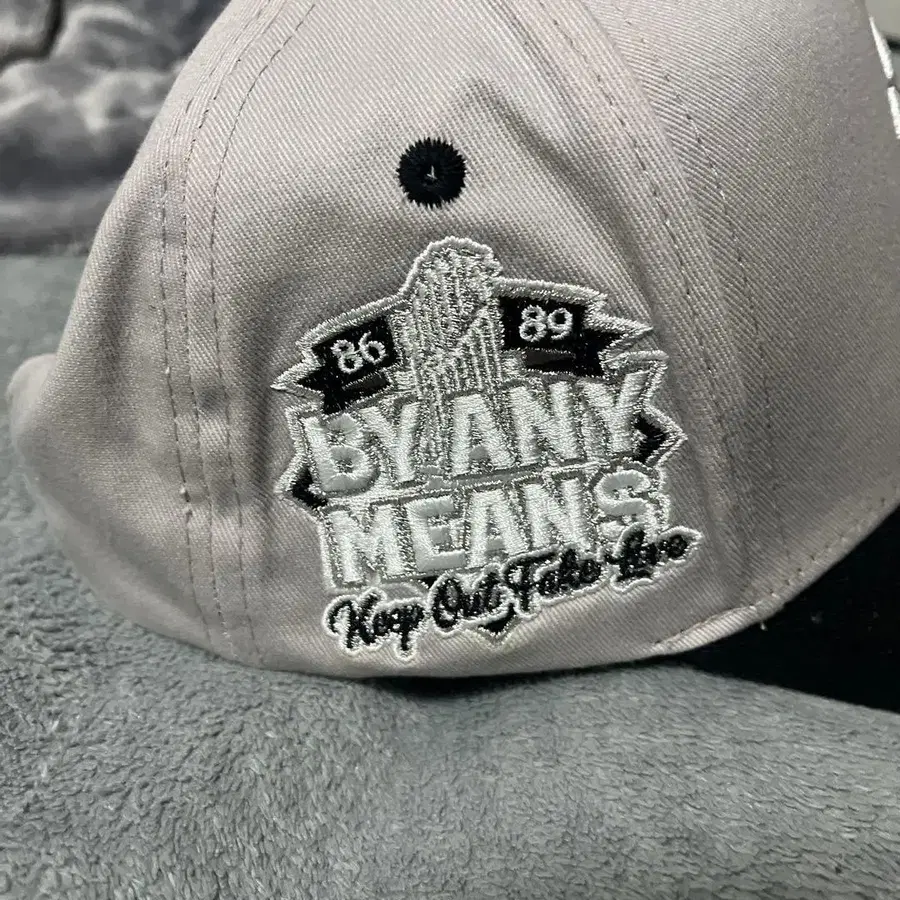 86 89
BY ANY
MEANS
Keep Out Fake Love